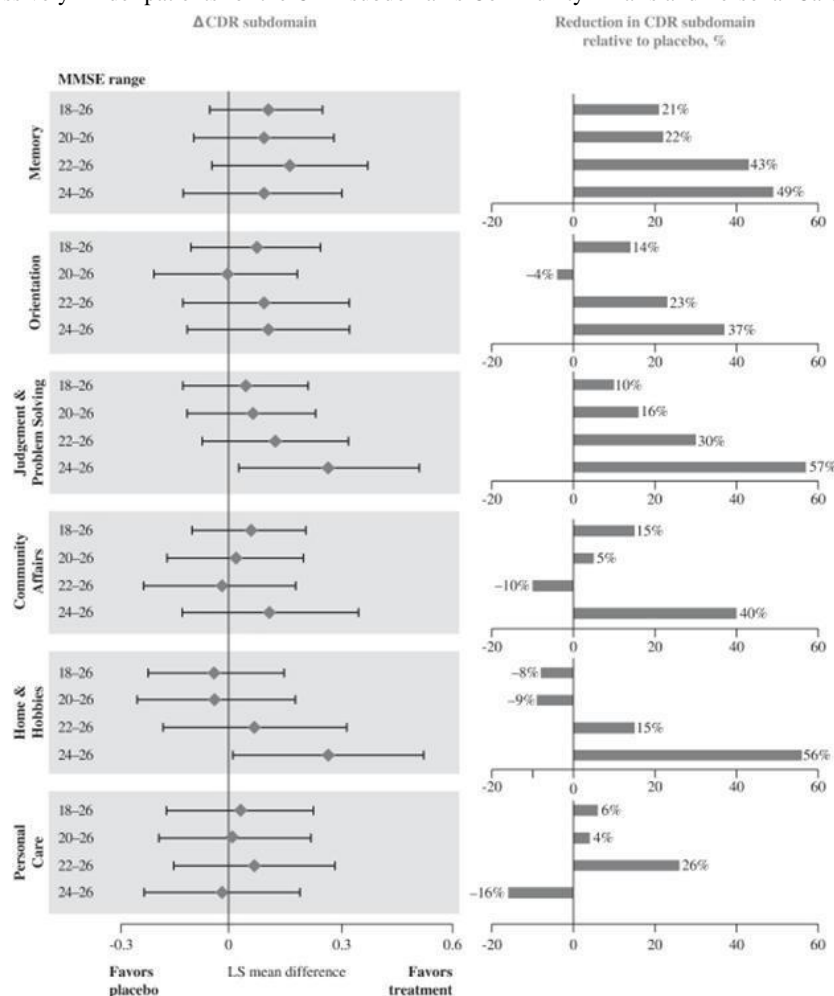 ΔCDR subdomain
Reduction in CDR subdomain
relative to placebo, %
MMSE range
Memory
18–26
20–26
22–26
24–26
21%
22%
43%
49%
-20 0 20 40 60
Orientation
18–26
20–26
22–26
24–26
14%
–4%
23%
37%
-20 0 20 40 60
Judgement &
Problem Solving
18–26
20–26
22–26
24–26
10%
16%
30%
57%
-20 0 20 40 60
Community
Affairs
18–26
20–26
22–26
24–26
15%
5%
–10%
40%
-20 0 20 40 60
Home &
Hobbies
18–26
20–26
22–26
24–26
–8%
–9%
15%
56%
-20 0 20 40 60
Personal
Care
18–26
20–26
22–26
24–26
6%
4%
26%
–16%
-0.3 0 0.3 0.6
-20 0 20 40 60
Favors
placebo
LS mean difference
Favors
treatment